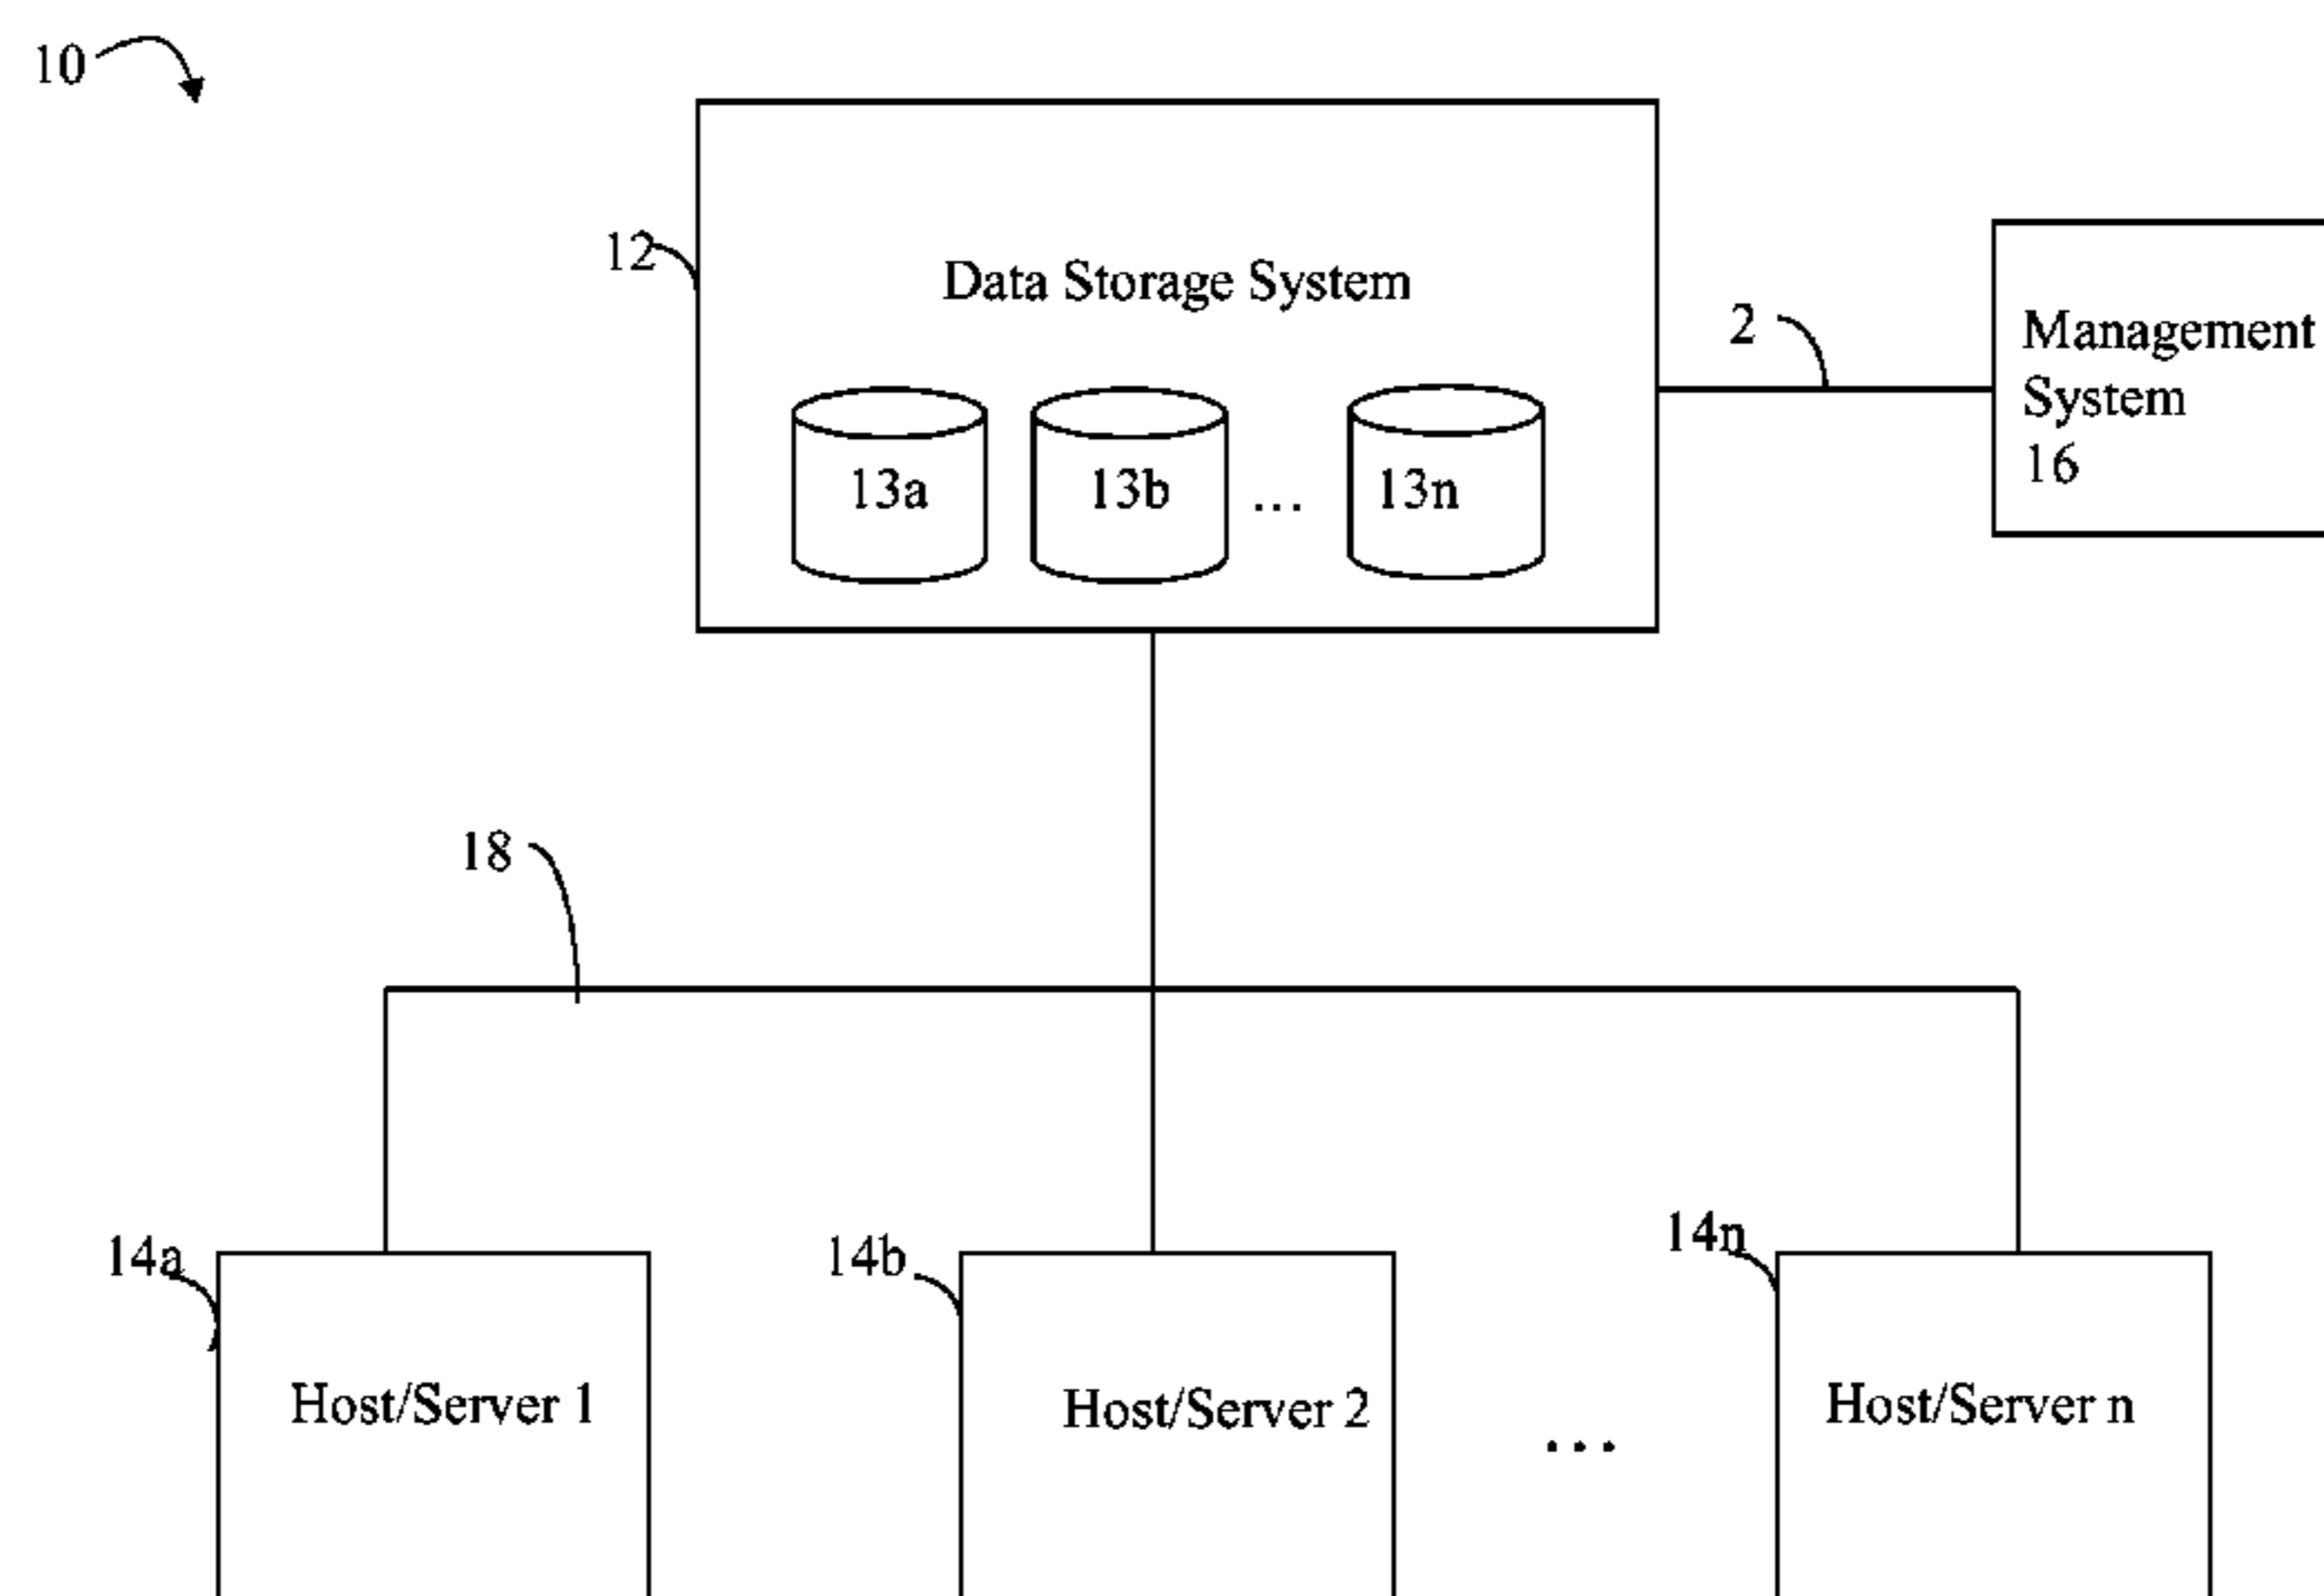 10
12
Data Storage System
2
Management
System
16
13a
13b
...
13n
18
14a
14b
14n
Host/Server 1
Host/Server 2
...
Host/Server n